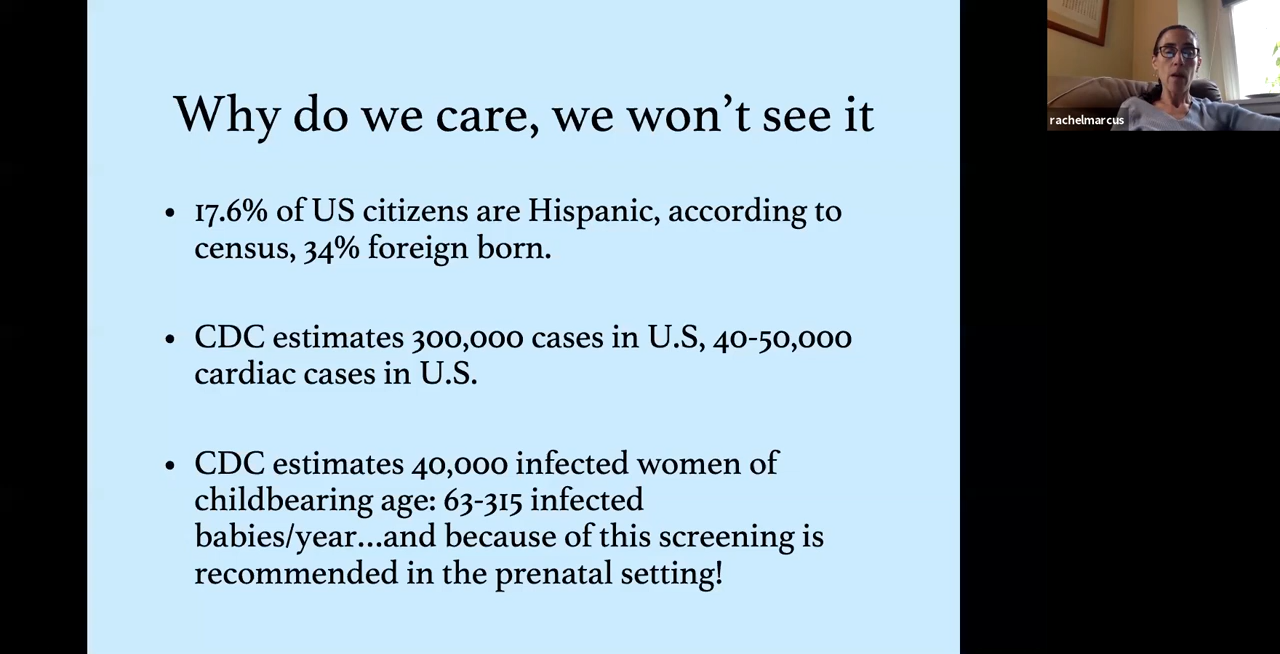 Why do we care, we won't see it
• 17.6% of US citizens are Hispanic, according to
census, 34% foreign born.
• CDC estimates 300,000 cases in U.S, 40-50,000
cardiac cases in U.S.
• CDC estimates 40,000 infected women of
childbearing age: 63-315 infected
babies/year...and because of this screening is
recommended in the prenatal setting!
rachelmarcus